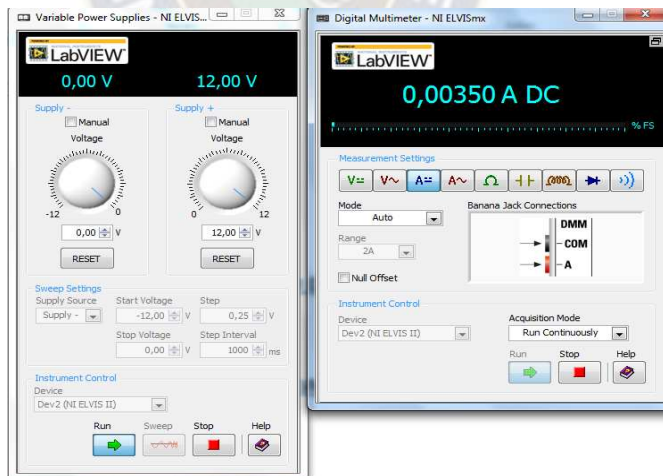 Variable Power Supplies - NI ELVIS...
LabVIEW
0,00 V 12,00 V
Supply - Supply +
Manual Manual
Voltage Voltage
-12 0 0 12
0,00 V 12,00 V
RESET RESET
Sweep Settings
Supply Source Start Voltage Step
Supply - -12,00 V 0,25 V
Stop Voltage Step Interval
0,00 V 1000 ms
Instrument Control
Device
Dev2 (NI ELVIS II)
Run Sweep Stop Help
Digital Multimeter - NI ELVISmx
LabVIEW
0,00350 A DC
% FS
Measurement Settings
V= V~ A= A~ Ω
Mode Banana Jack Connections
Auto
DMM
COM
A
Range
2A
Null Offset
Instrument Control
Device Acquisition Mode
Dev2 (NI ELVIS II) Run Continuously
Run Stop Help